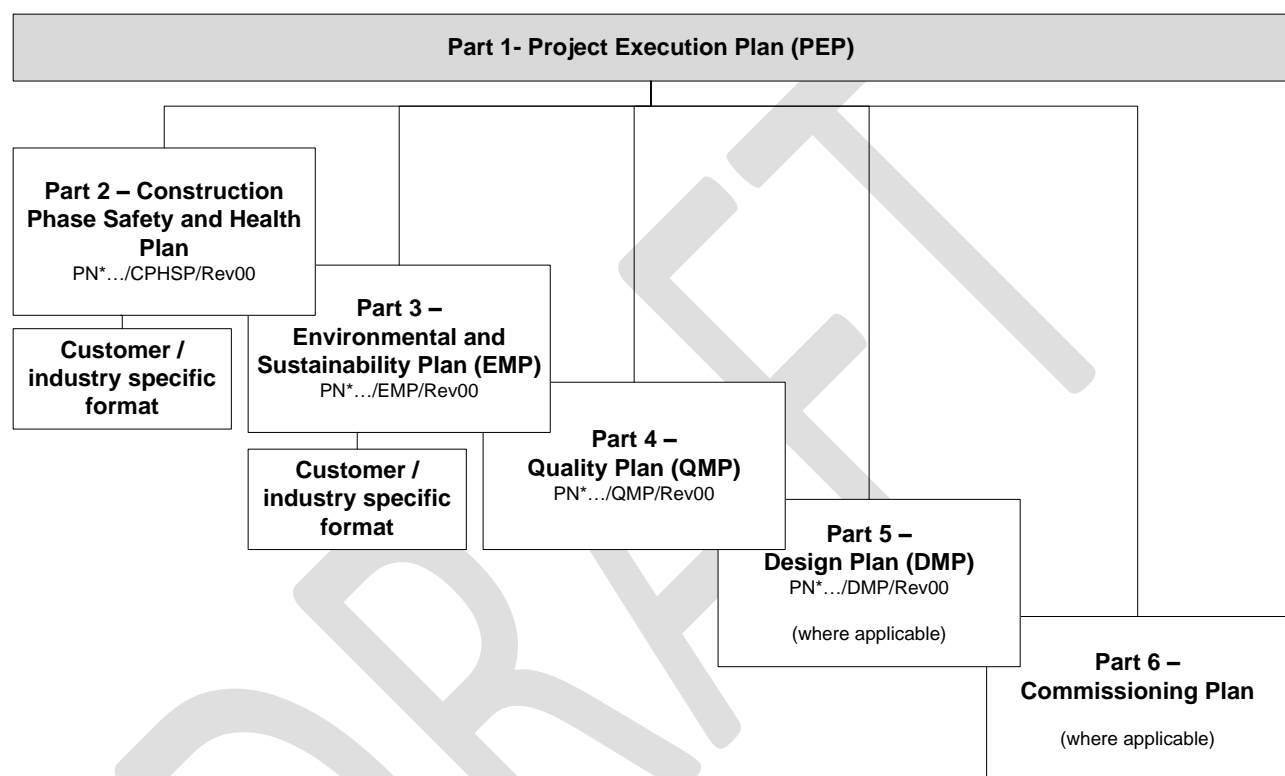 Part 1- Project Execution Plan (PEP)
Part 2 – Construction
Phase Safety and Health
Plan
PN*…/CPHSP/Rev00
Customer /
industry specific
format
Part 3 –
Environmental and
Sustainability Plan (EMP)
PN*…/EMP/Rev00
Customer /
industry specific
format
Part 4 –
Quality Plan (QMP)
PN*…/QMP/Rev00
Part 5 –
Design Plan (DMP)
PN*…/DMP/Rev00
(where applicable)
Part 6 –
Commissioning Plan
(where applicable)
DRAFT